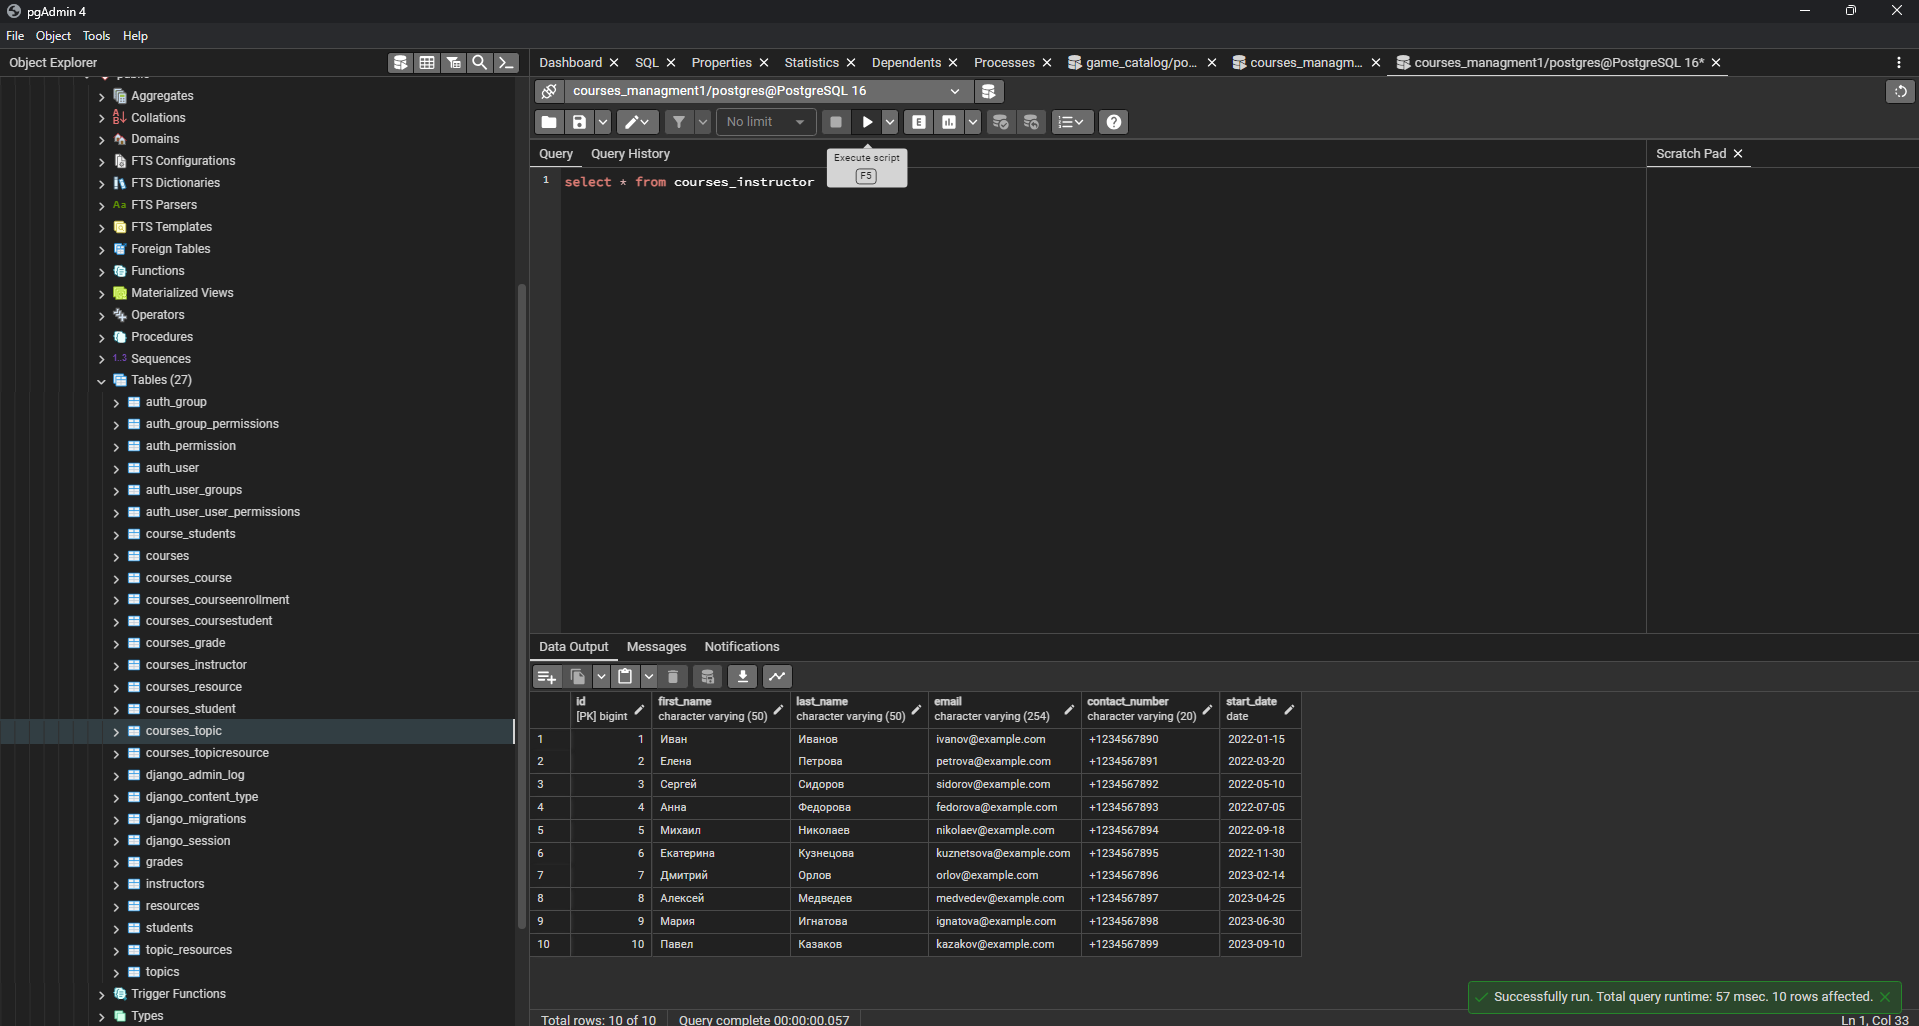 pgAdmin 4
File Object Tools Help
Object Explorer
Aggregates
Collations
Domains
FTS Configurations
FTS Dictionaries
FTS Parsers
FTS Templates
Foreign Tables
Functions
Materialized Views
Operators
Procedures
1..3 Sequences
Tables (27)
auth_group
auth_group_permissions
auth_permission
auth_user
auth_user_groups
auth_user_user_permissions
course_students
courses
courses_course
courses_courseenrollment
courses_coursestudent
courses_grade
courses_instructor
courses_resource
courses_student
courses_topic
courses_topicresource
django_admin_log
django_content_type
django_migrations
django_session
grades
instructors
resources
students
topic_resources
topics
Trigger Functions
Types
Dashboard SQL Properties Statistics Dependents Processes game_catalog/po... courses_managm... courses_managment1/postgres@PostgreSQL 16*
courses_managment1/postgres@PostgreSQL 16
No limit
E
Query Query History
Execute script
F5
Scratch Pad
1 select * from courses_instructor
Data Output Messages Notifications
id first_name last_name email contact_number start_date
[PK] bigint character varying (50) character varying (50) character varying (254) character varying (20) date
1 1 Иван Иванов ivanov@example.com +1234567890 2022-01-15
2 2 Елена Петрова petrova@example.com +1234567891 2022-03-20
3 3 Сергей Сидоров sidorov@example.com +1234567892 2022-05-10
4 4 Анна Федорова fedorova@example.com +1234567893 2022-07-05
5 5 Михаил Николаев nikolaev@example.com +1234567894 2022-09-18
6 6 Екатерина Кузнецова kuznetsova@example.com +1234567895 2022-11-30
7 7 Дмитрий Орлов orlov@example.com +1234567896 2023-02-14
8 8 Алексей Медведев medvedev@example.com +1234567897 2023-04-25
9 9 Мария Игнатова ignatova@example.com +1234567898 2023-06-30
10 10 Павел Казаков kazakov@example.com +1234567899 2023-09-10
Successfully run. Total query runtime: 57 msec. 10 rows affected.
Total rows: 10 of 10 Query complete 00:00:00.057 Ln 1, Col 33